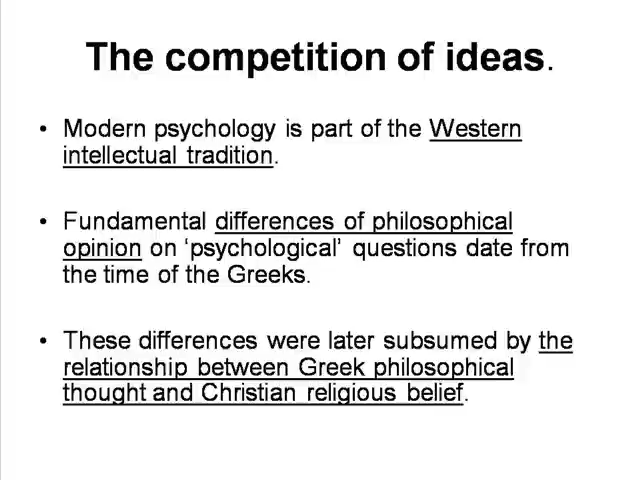 The competition of ideas.
• Modern psychology is part of the Western
intellectual tradition.
• Fundamental differences of philosophical
opinion on ‘psychological’ questions date from
the time of the Greeks.
• These differences were later subsumed by the
relationship between Greek philosophical
thought and Christian religious belief.